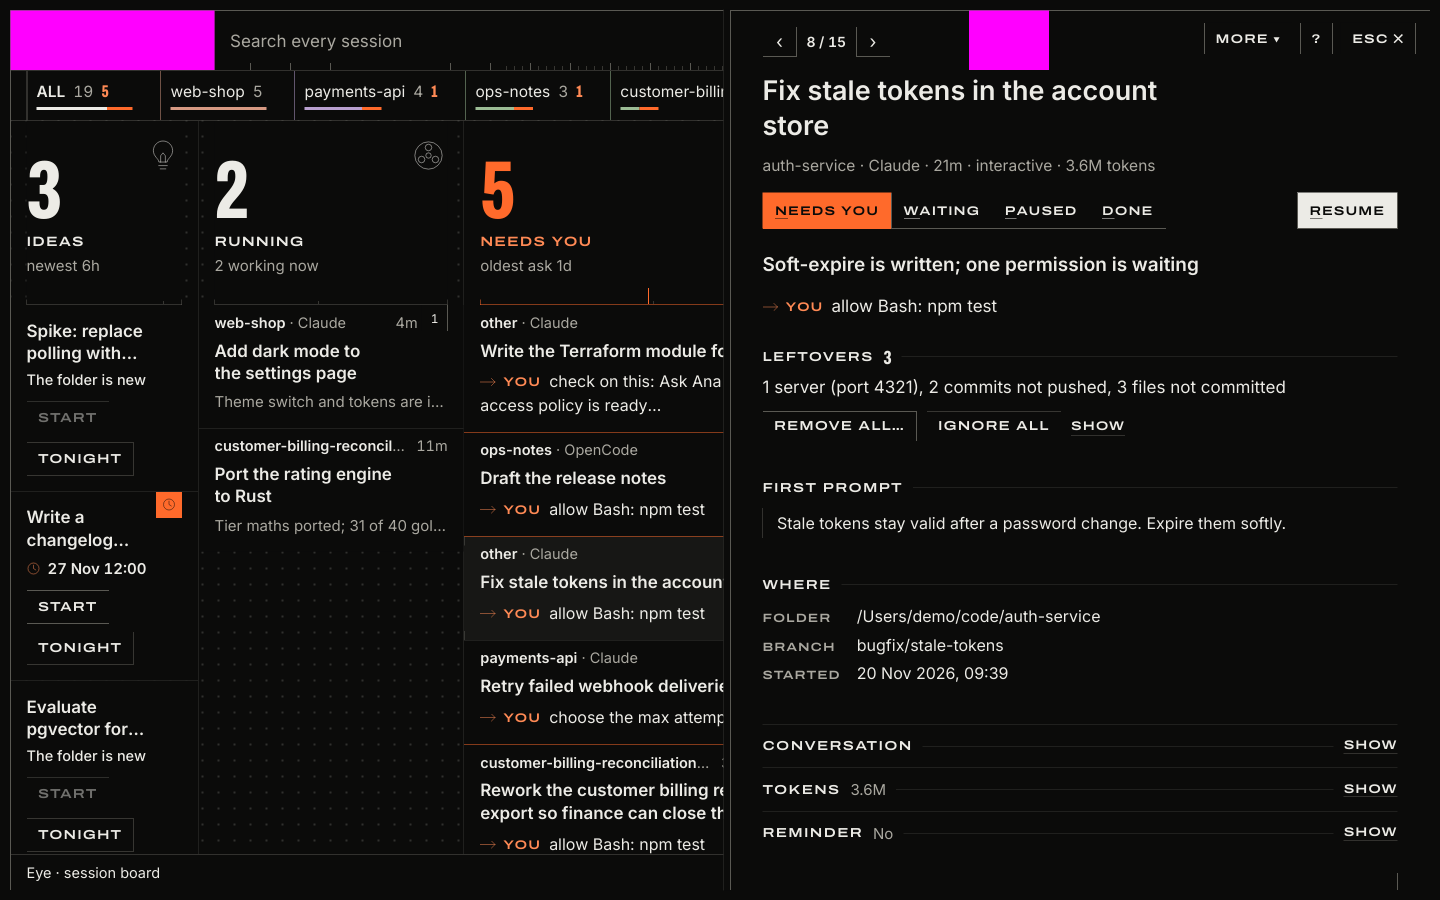 Search every session
ALL 19 5
web-shop 5
payments-api 4 1
ops-notes 3 1
customer-billin
3
IDEAS
newest 6h
Spike: replace
polling with...
The folder is new
START
TONIGHT
Write a
changelog...
27 Nov 12:00
START
TONIGHT
Evaluate
pgvector for...
The folder is new
START
TONIGHT
2
RUNNING
2 working now
web-shop · Claude 4m 1
Add dark mode to
the settings page
Theme switch and tokens are i...
customer-billing-reconcil... 11m
Port the rating engine
to Rust
Tier maths ported; 31 of 40 gol...
5
NEEDS YOU
oldest ask 1d
other · Claude
Write the Terraform module fo
→ YOU check on this: Ask Ana
access policy is ready...
ops-notes · OpenCode
Draft the release notes
→ YOU allow Bash: npm test
other · Claude
Fix stale tokens in the accoun
→ YOU allow Bash: npm test
payments-api · Claude
Retry failed webhook deliverie
→ YOU choose the max attemp
customer-billing-reconciliation...
Rework the customer billing re
export so finance can close th
→ YOU allow Bash: npm test
Eye · session board
‹ 8 / 15 ›
MORE ▾ ? ESC ✕
Fix stale tokens in the account
store
auth-service · Claude · 21m · interactive · 3.6M tokens
NEEDS YOU WAITING PAUSED DONE RESUME
Soft-expire is written; one permission is waiting
→ YOU allow Bash: npm test
LEFTOVERS 3
1 server (port 4321), 2 commits not pushed, 3 files not committed
REMOVE ALL... IGNORE ALL SHOW
FIRST PROMPT
Stale tokens stay valid after a password change. Expire them softly.
WHERE
FOLDER /Users/demo/code/auth-service
BRANCH bugfix/stale-tokens
STARTED 20 Nov 2026, 09:39
CONVERSATION SHOW
TOKENS 3.6M SHOW
REMINDER No SHOW